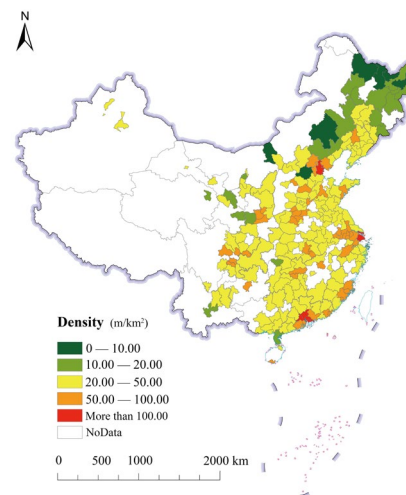 N
Density (m/km²)
0 — 10.00
10.00 — 20.00
20.00 — 50.00
50.00 — 100.00
More than 100.00
NoData
0 500 1000 2000 km